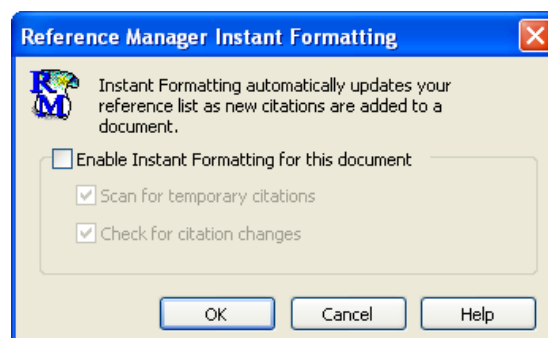 Reference Manager Instant Formatting
RM
Instant Formatting automatically updates your
reference list as new citations are added to a
document.
Enable Instant Formatting for this document
Scan for temporary citations
Check for citation changes
OK Cancel Help